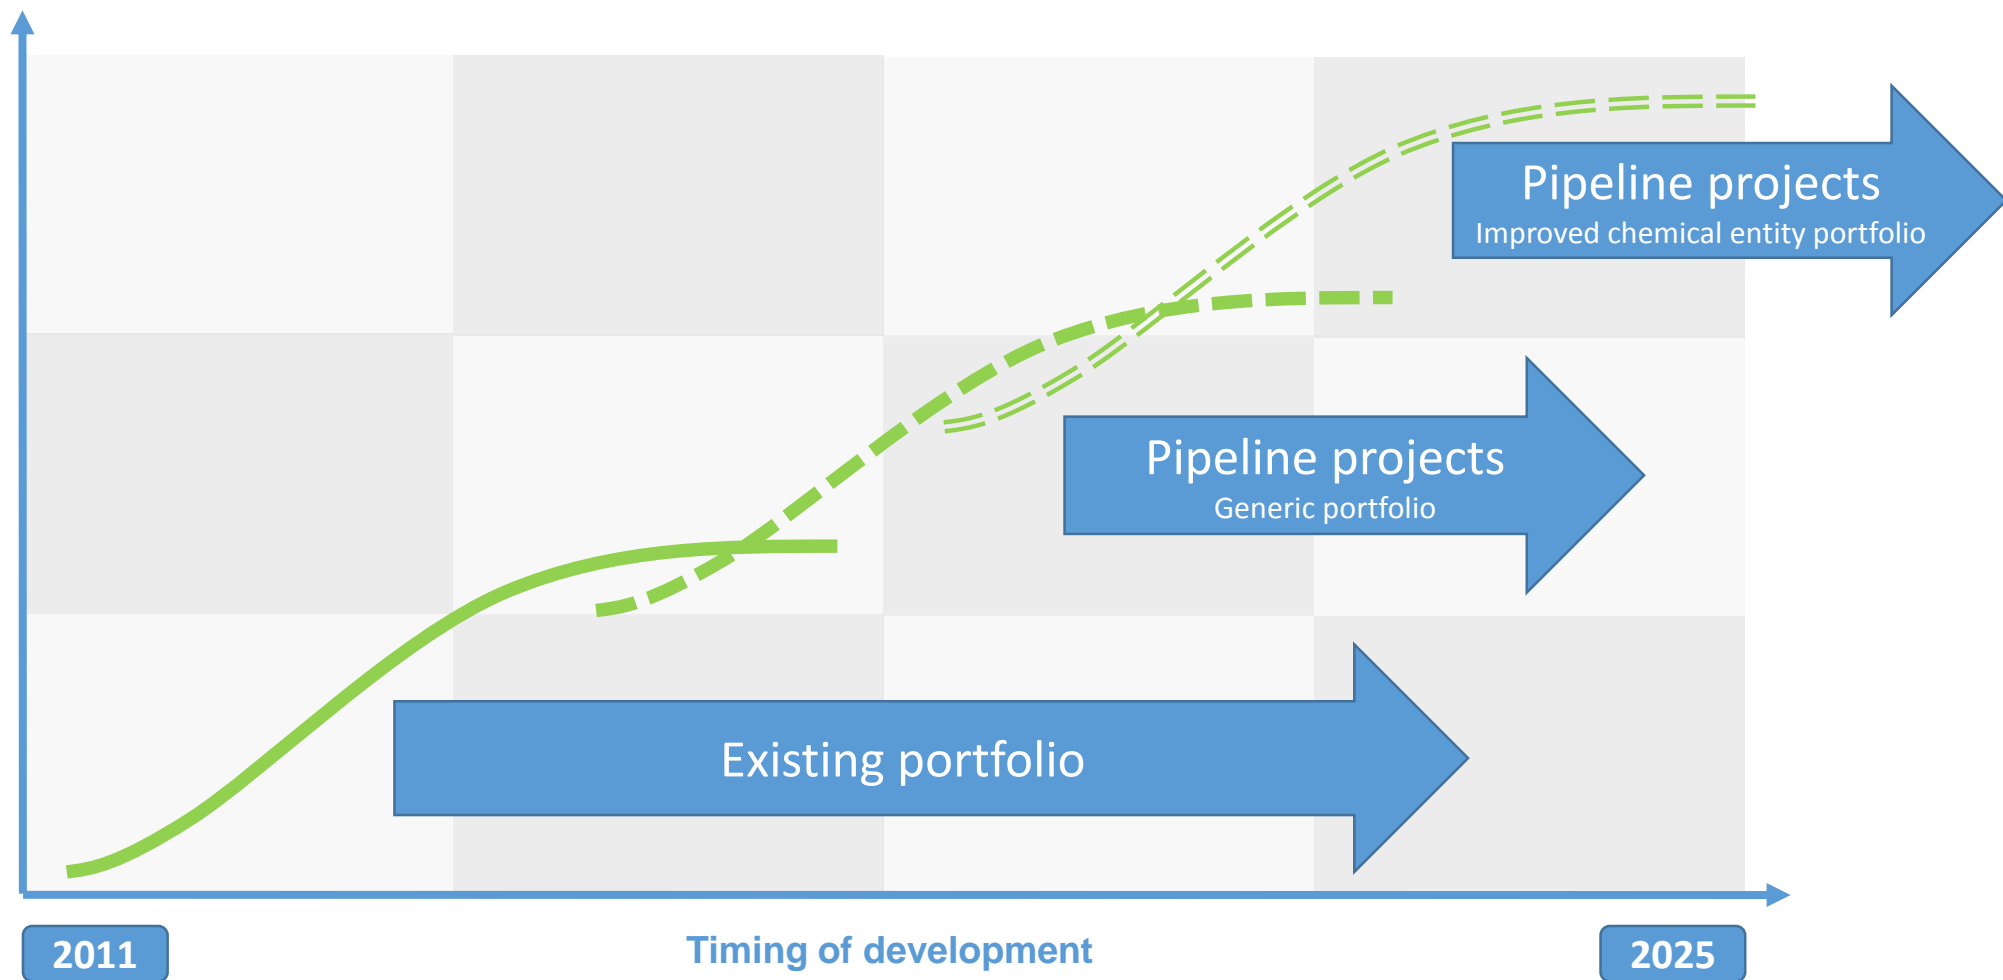 Pipeline projects
Improved chemical entity portfolio
Pipeline projects
Generic portfolio
Existing portfolio
2011
Timing of development
2025